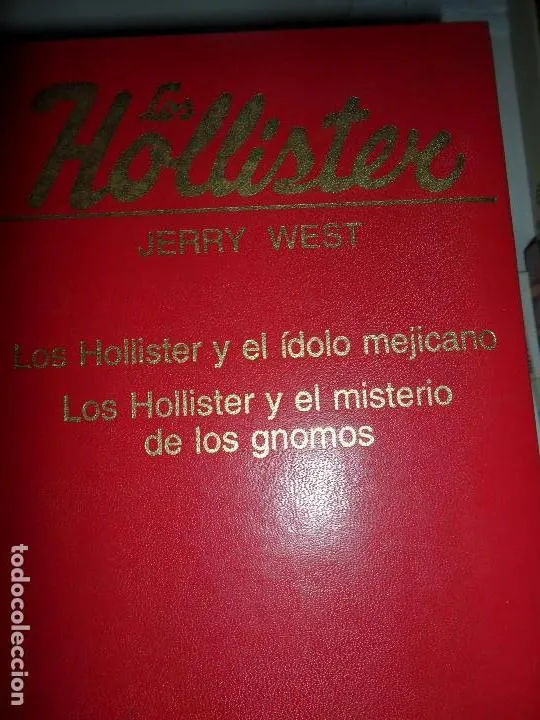 Los
Hollister
JERRY WEST
Los Hollister y el ídolo mejicano
Los Hollister y el misterio
de los gnomos
todocoleccion